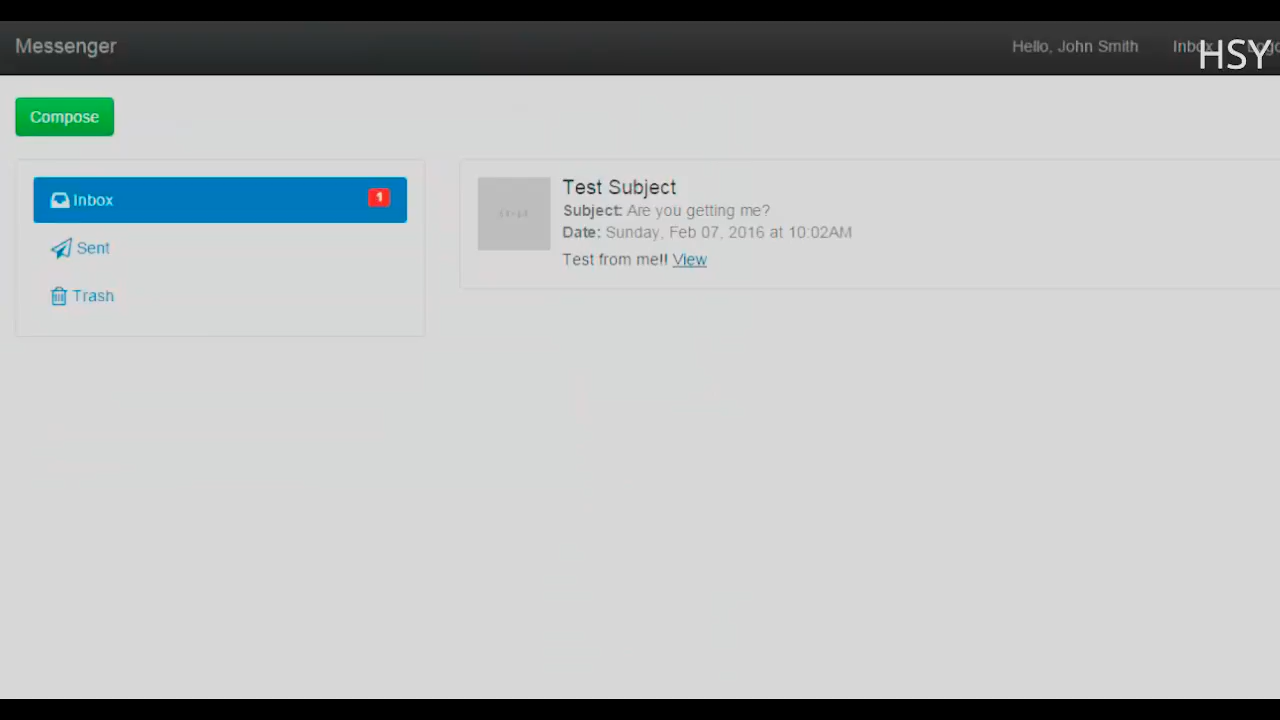 Messenger
Hello, John Smith
Inbox
HSY
Compose
Inbox 1
Sent
Trash
Test Subject
Subject: Are you getting me?
Date: Sunday, Feb 07, 2016 at 10:02AM
Test from me!! View